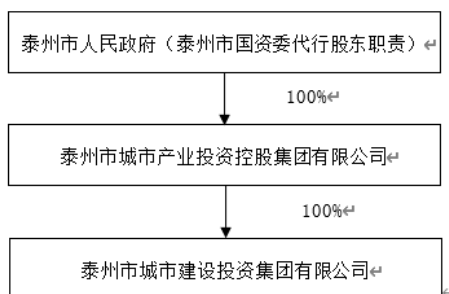 泰州市人民政府（泰州市国资委代行股东职责）
100%
泰州市城市产业投资控股集团有限公司
100%
泰州市城市建设投资集团有限公司